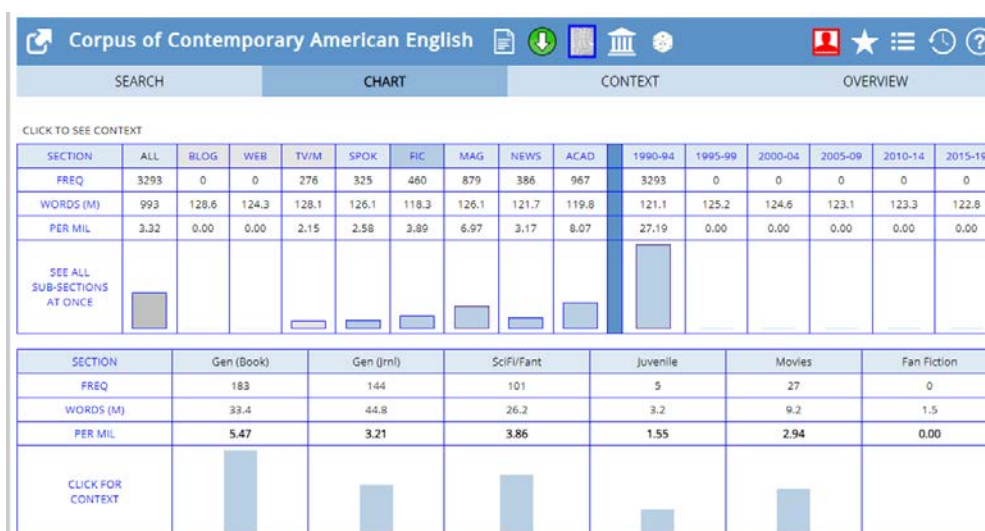 Corpus of Contemporary American English
SEARCH CHART CONTEXT OVERVIEW
CLICK TO SEE CONTEXT
SECTION ALL BLOG WEB TV/M SPOK FIC MAG NEWS ACAD 1990-94 1995-99 2000-04 2005-09 2010-14 2015-19
FREQ 3293 0 0 276 325 460 879 386 967 3293 0 0 0 0 0
WORDS (M) 993 128.6 124.3 128.1 126.1 118.3 126.1 121.7 119.8 121.1 125.2 124.6 123.1 123.3 122.8
PER MIL 3.32 0.00 0.00 2.15 2.58 3.89 6.97 3.17 8.07 27.19 0.00 0.00 0.00 0.00 0.00
SEE ALL
SUB-SECTIONS
AT ONCE
SECTION Gen (Book) Gen (Jrnl) SciFi/Fant Juvenile Movies Fan Fiction
FREQ 183 144 101 5 27 0
WORDS (M) 33.4 44.8 26.2 3.2 9.2 1.5
PER MIL 5.47 3.21 3.86 1.55 2.94 0.00
CLICK FOR
CONTEXT